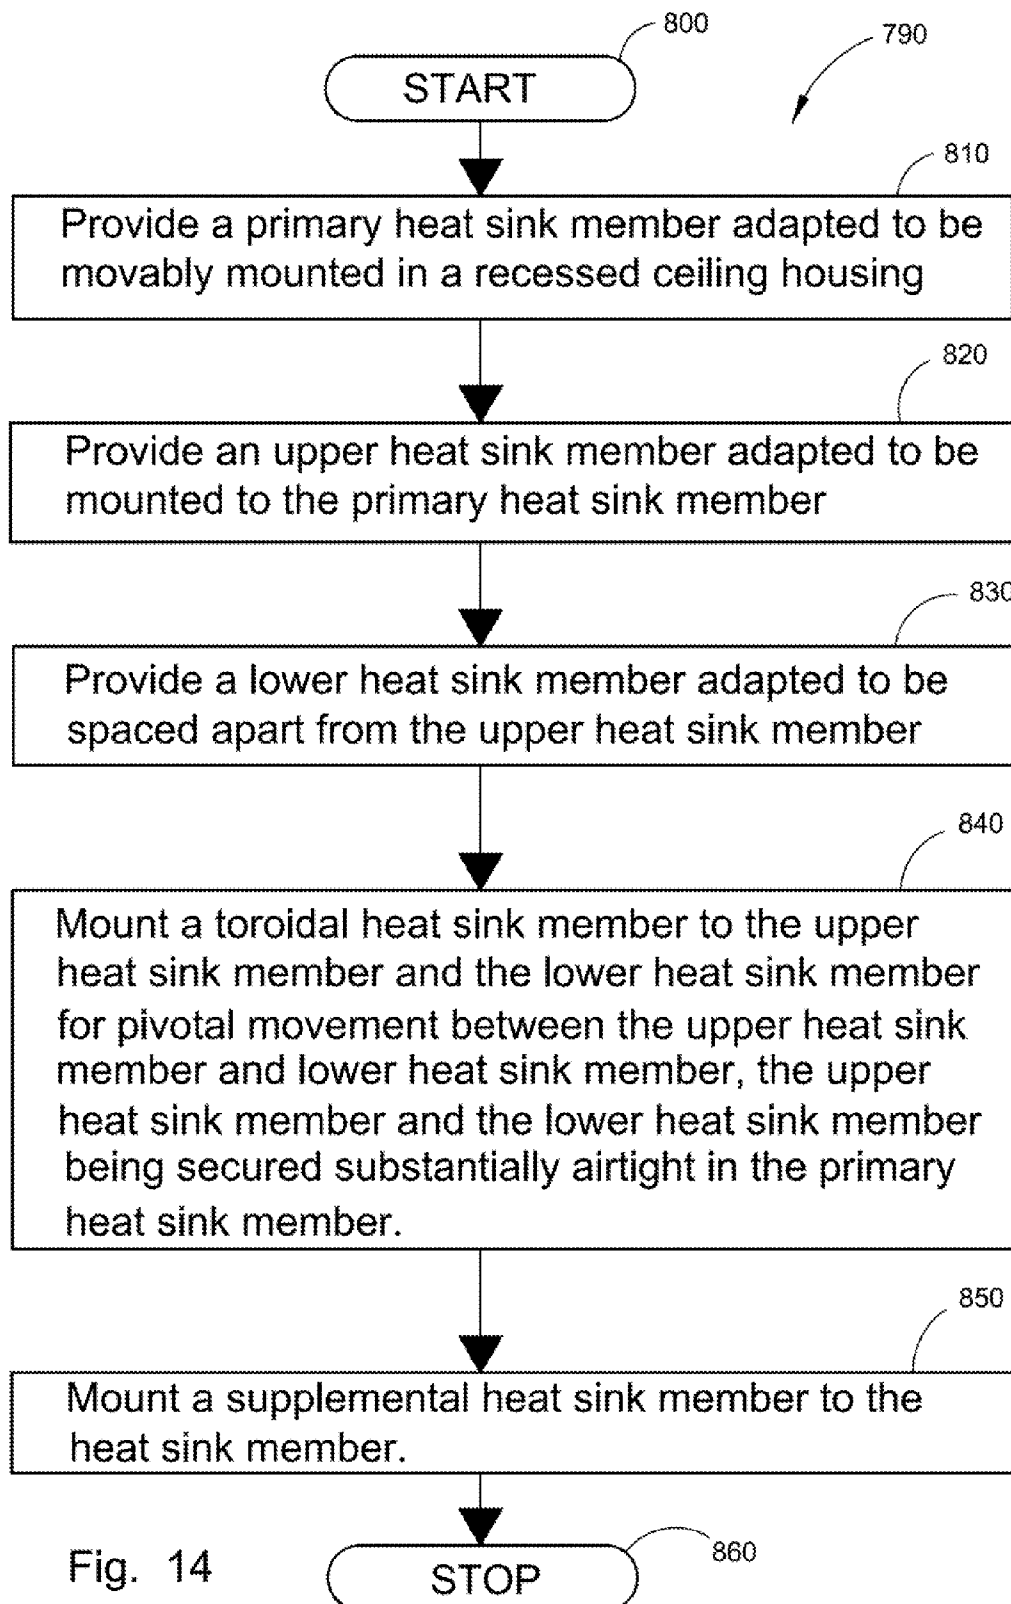 800
790
START
810
Provide a primary heat sink member adapted to be
movably mounted in a recessed ceiling housing
820
Provide an upper heat sink member adapted to be
mounted to the primary heat sink member
830
Provide a lower heat sink member adapted to be
spaced apart from the upper heat sink member
840
Mount a toroidal heat sink member to the upper
heat sink member and the lower heat sink member
for pivotal movement between the upper heat sink
member and lower heat sink member, the upper
heat sink member and the lower heat sink member
being secured substantially airtight in the primary
heat sink member.
850
Mount a supplemental heat sink member to the
heat sink member.
860
Fig. 14
STOP